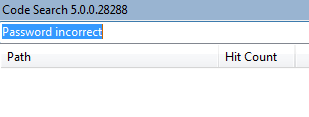 Code Search 5.0.0.28288
Password incorrect
Path Hit Count